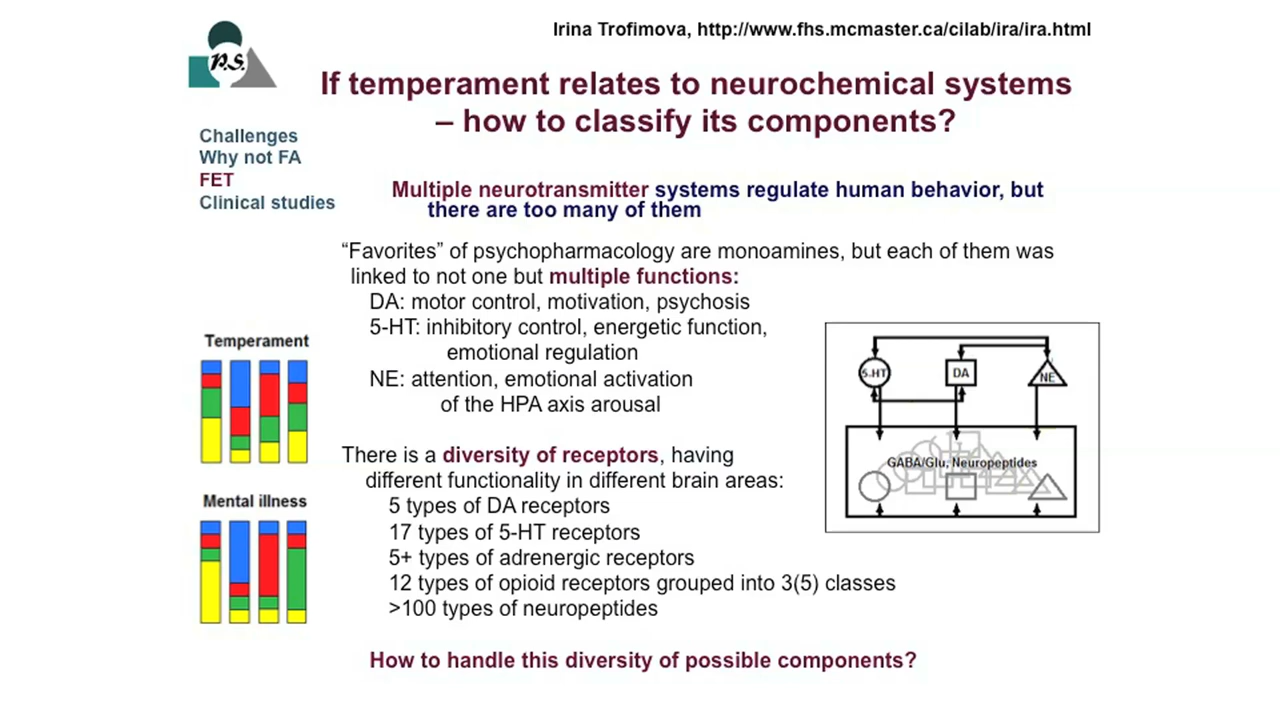 Irina Trofimova, http://www.fhs.mcmaster.ca/cilab/ira/ira.html
P.S.
If temperament relates to neurochemical systems
– how to classify its components?
Challenges
Why not FA
FET
Clinical studies
Multiple neurotransmitter systems regulate human behavior, but
there are too many of them
“Favorites” of psychopharmacology are monoamines, but each of them was
linked to not one but multiple functions:
DA: motor control, motivation, psychosis
5-HT: inhibitory control, energetic function,
emotional regulation
NE: attention, emotional activation
of the HPA axis arousal
There is a diversity of receptors, having
different functionality in different brain areas:
5 types of DA receptors
17 types of 5-HT receptors
5+ types of adrenergic receptors
12 types of opioid receptors grouped into 3(5) classes
>100 types of neuropeptides
How to handle this diversity of possible components?
Temperament
Mental illness
5-HT
DA
NE
GABA/Glu, Neuropeptides